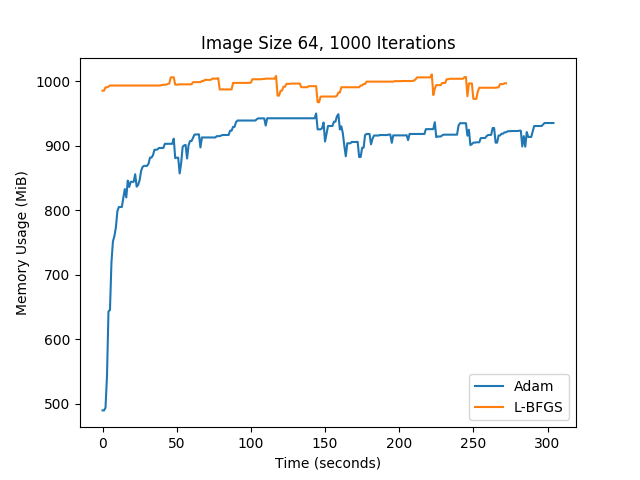 Image Size 64, 1000 Iterations
Memory Usage (MiB)
1000
900
800
700
600
500
0 50 100 150 200 250 300
Time (seconds)
Adam
L-BFGS